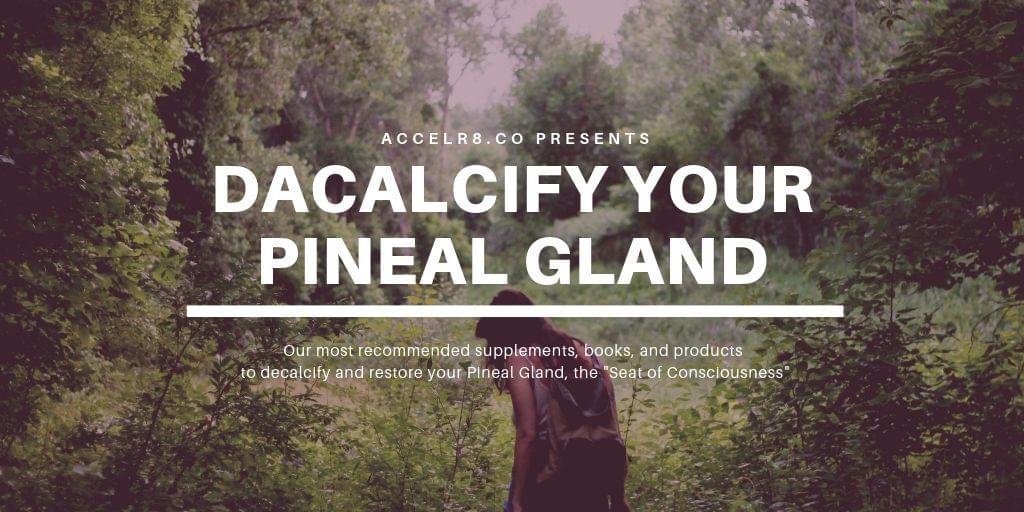 ACCELR8.CO PRESENTS
DACALCIFY YOUR
PINEAL GLAND
Our most recommended supplements, books, and products
to decalcify and restore your Pineal Gland, the "Seat of Consciousness"